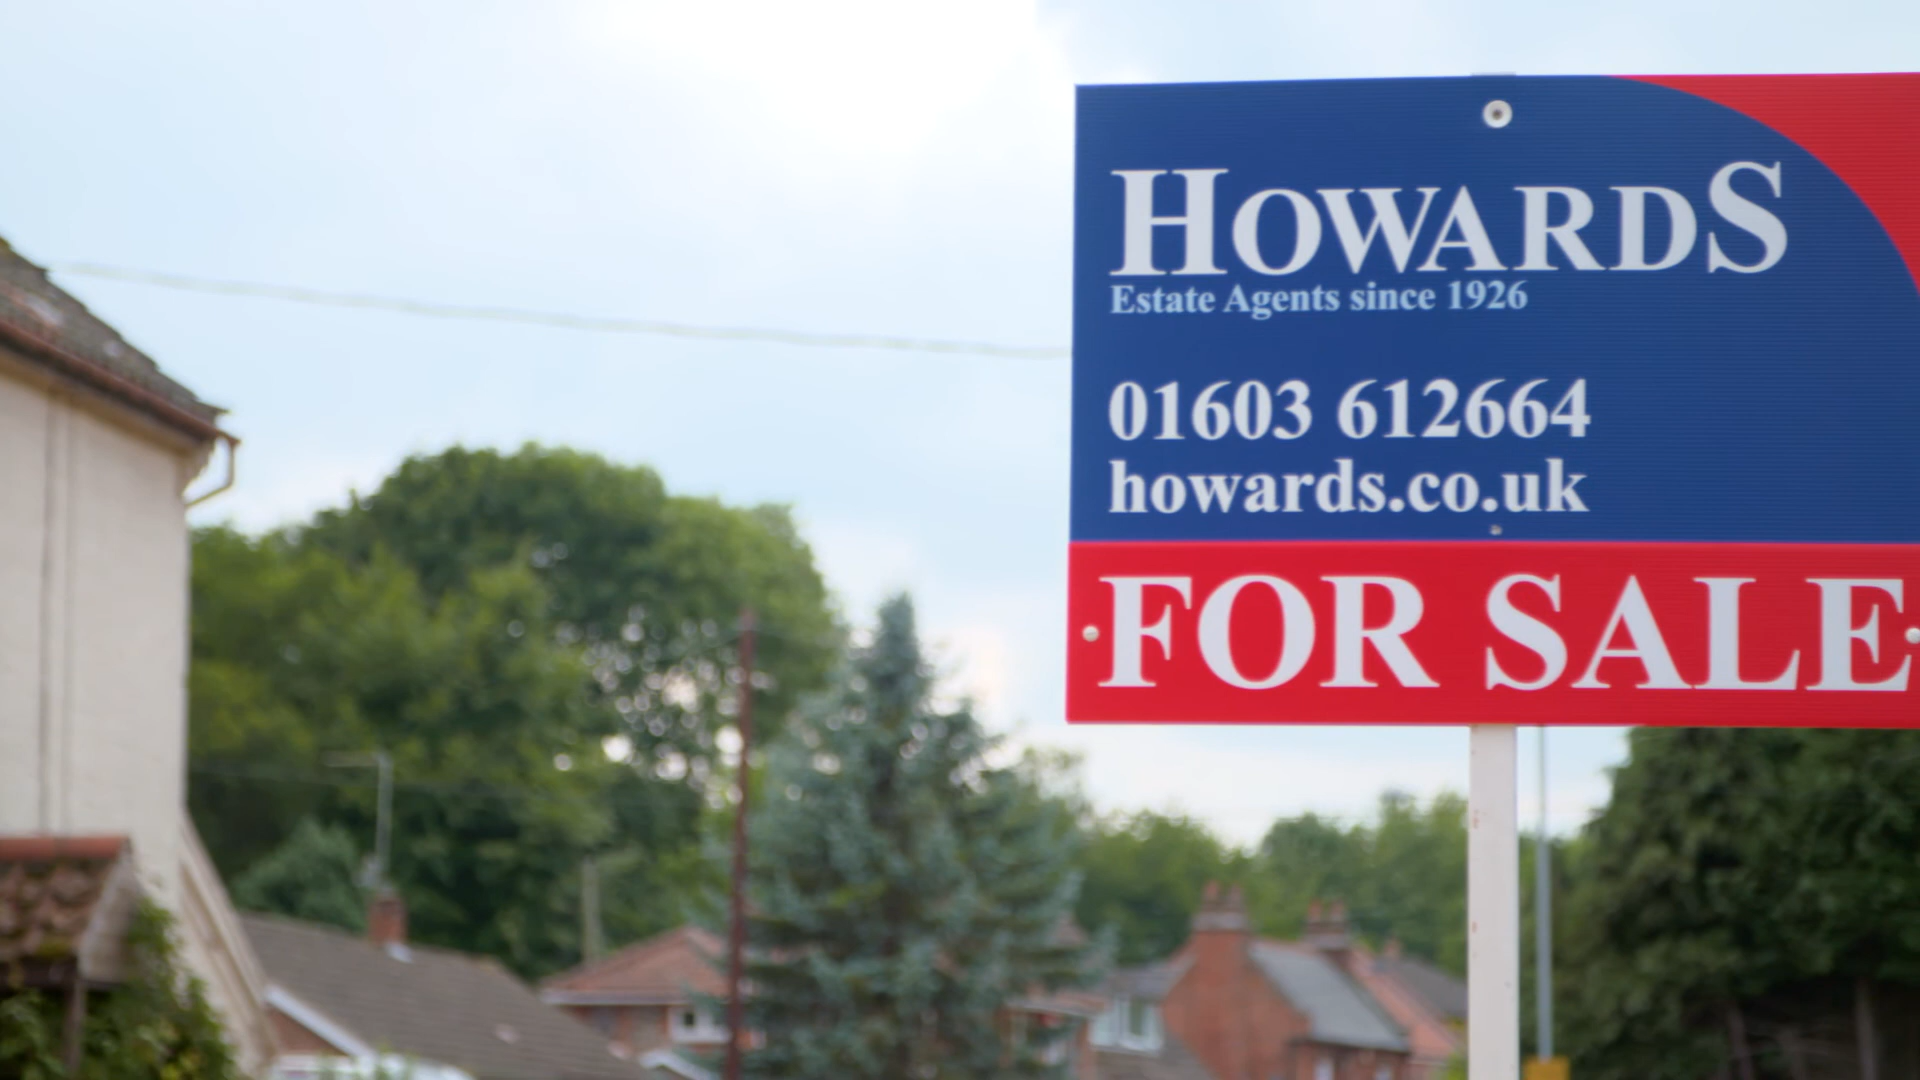 HOWARDS
Estate Agents since 1926
01603 612664
howards.co.uk
FOR SALE